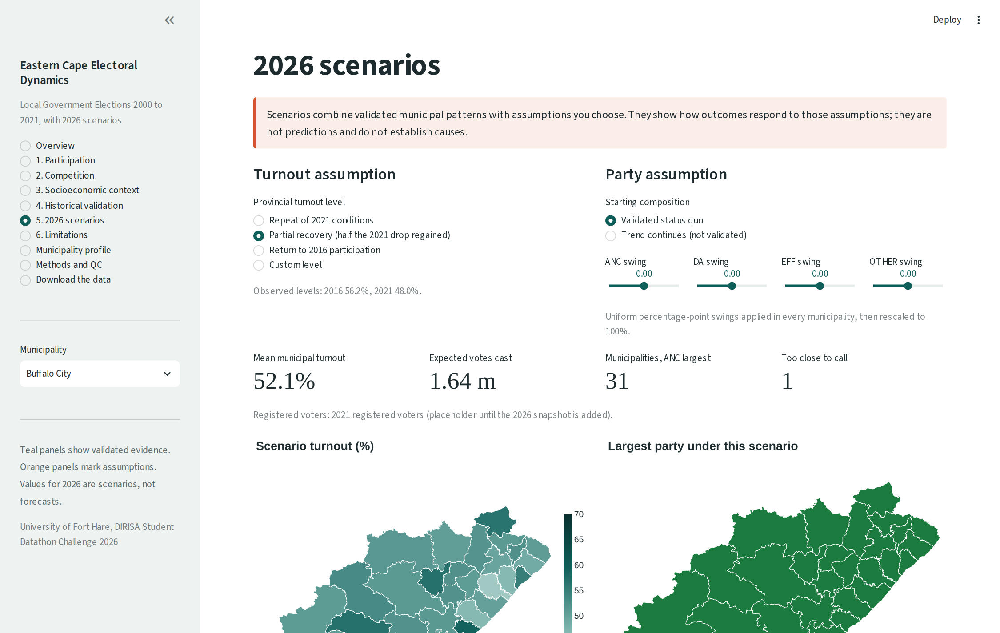 Deploy
Eastern Cape Electoral
Dynamics
Local Government Elections 2000 to
2021, with 2026 scenarios
Overview
1. Participation
2. Competition
3. Socioeconomic context
4. Historical validation
5. 2026 scenarios
6. Limitations
Municipality profile
Methods and QC
Download the data
Municipality
Buffalo City
Teal panels show validated evidence.
Orange panels mark assumptions.
Values for 2026 are scenarios, not
forecasts.
University of Fort Hare, DIRISA Student
Datathon Challenge 2026
2026 scenarios
Scenarios combine validated municipal patterns with assumptions you choose. They show how outcomes respond to those assumptions; they are
not predictions and do not establish causes.
Turnout assumption
Provincial turnout level
Repeat of 2021 conditions
Partial recovery (half the 2021 drop regained)
Return to 2016 participation
Custom level
Observed levels: 2016 56.2%, 2021 48.0%.
Party assumption
Starting composition
Validated status quo
Trend continues (not validated)
ANC swing DA swing EFF swing OTHER swing
0.00 0.00 0.00 0.00
Uniform percentage-point swings applied in every municipality, then rescaled to
100%.
Mean municipal turnout Expected votes cast Municipalities, ANC largest Too close to call
52.1% 1.64 m 31 1
Registered voters: 2021 registered voters (placeholder until the 2026 snapshot is added).
Scenario turnout (%)
70
65
60
55
50
Largest party under this scenario